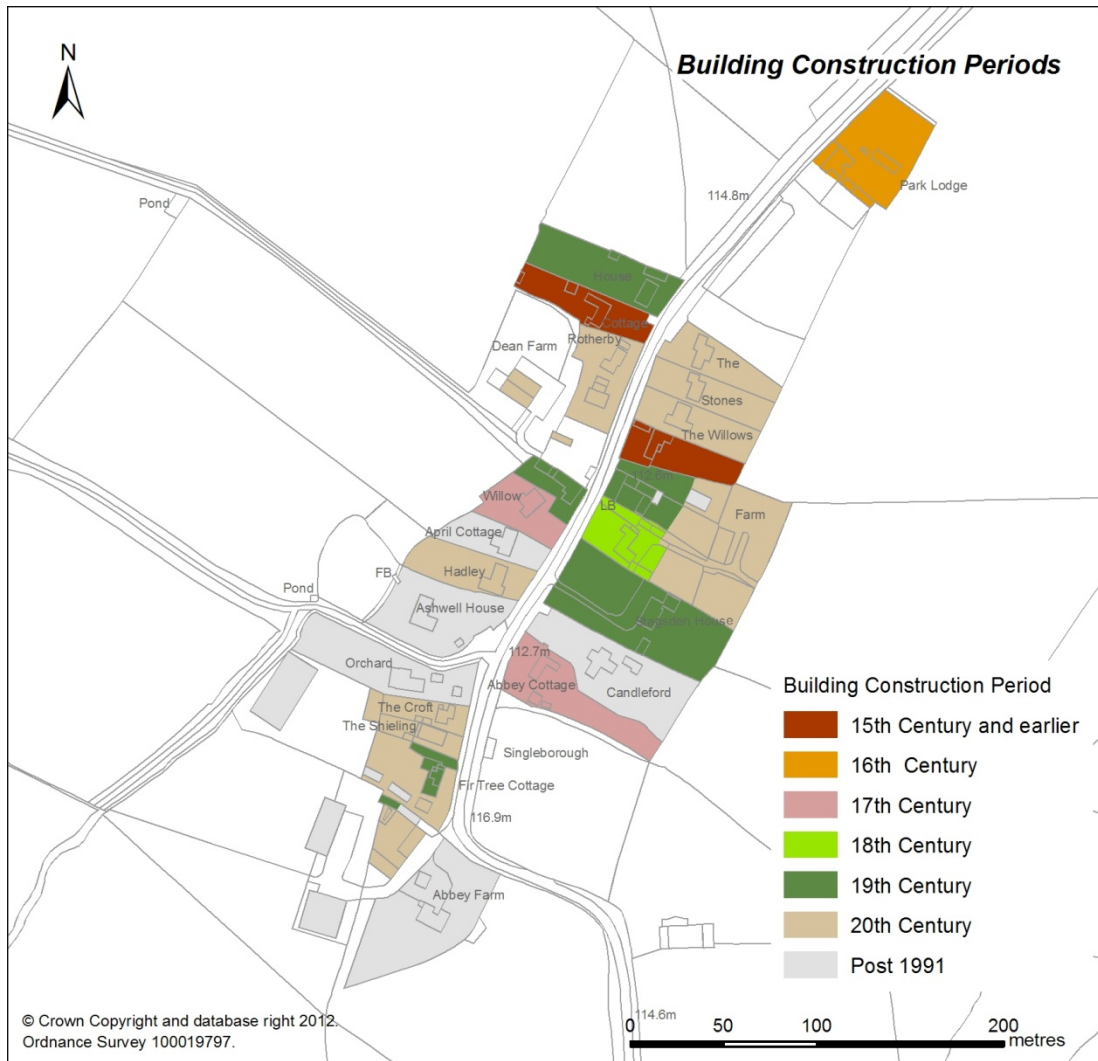 N
Building Construction Periods
Park Lodge
114.8m
Pond
House
Cottage
Rotherby
Dean Farm
The
Stones
The Willows
112.6m
Willow
LB
Farm
April Cottage
FB
Hadley
Pond
Ashwell House
Stagsden House
112.7m
Orchard
Abbey Cottage
Candleford
The Croft
The Shieling
Singleborough
Fir Tree Cottage
116.9m
Abbey Farm
Building Construction Period
15th Century and earlier
16th Century
17th Century
18th Century
19th Century
20th Century
Post 1991
© Crown Copyright and database right 2012.
Ordnance Survey 100019797.
114.6m
0 50 100 200
metres